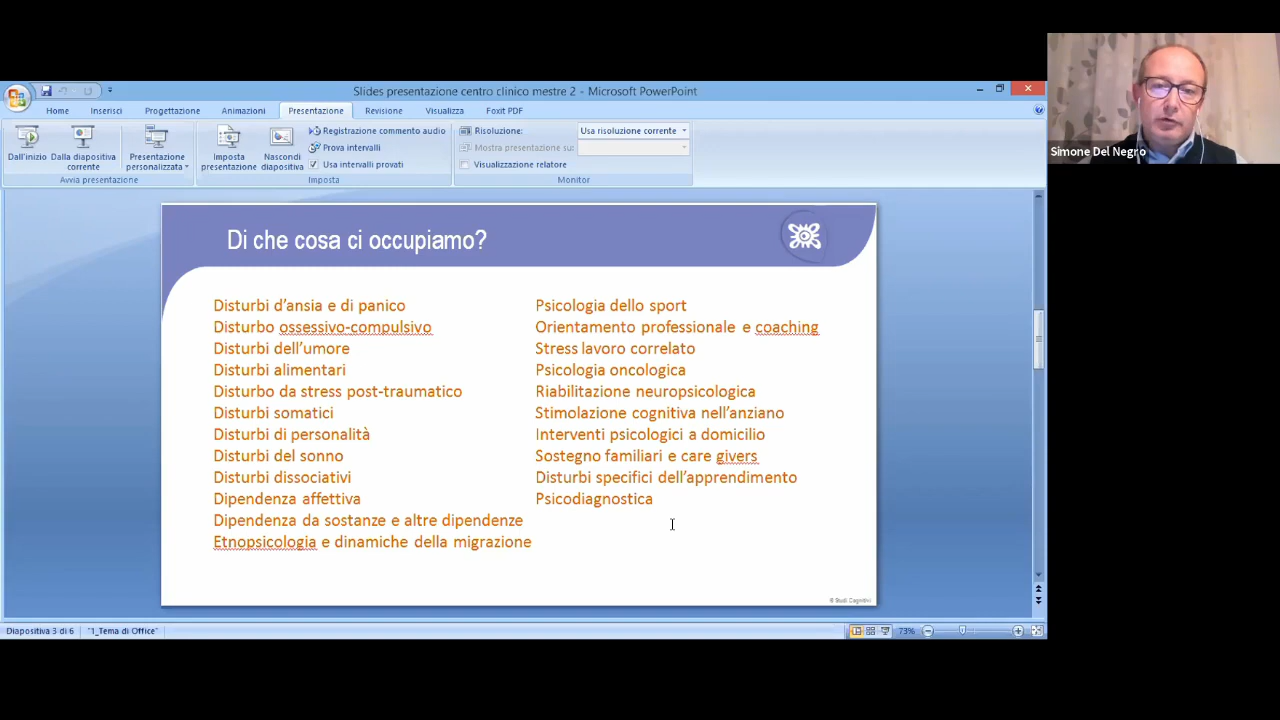 Slides presentazione centro clinico mestre 2 - Microsoft PowerPoint
Home Inserisci Progettazione Animazioni Presentazione Revisione Visualizza Foxit PDF
Dall'inizio
Dalla diapositiva corrente
Presentazione personalizzata
Avvia presentazione
Imposta presentazione
Nascondi diapositiva
Registrazione commento audio
Prova intervalli
Usa intervalli provati
Imposta
Risoluzione: Usa risoluzione corrente
Mostra presentazione su:
Visualizzazione relatore
Monitor
Simone Del Negro
Di che cosa ci occupiamo?
Disturbi d'ansia e di panico
Disturbo ossessivo-compulsivo
Disturbi dell'umore
Disturbi alimentari
Disturbo da stress post-traumatico
Disturbi somatici
Disturbi di personalità
Disturbi del sonno
Disturbi dissociativi
Dipendenza affettiva
Dipendenza da sostanze e altre dipendenze
Etnopsicologia e dinamiche della migrazione
Psicologia dello sport
Orientamento professionale e coaching
Stress lavoro correlato
Psicologia oncologica
Riabilitazione neuropsicologica
Stimolazione cognitiva nell'anziano
Interventi psicologici a domicilio
Sostegno familiari e care givers
Disturbi specifici dell'apprendimento
Psicodiagnostica
© Studi Cognitivi
Diapositiva 3 di 6 "1_Tema di Office" 73%